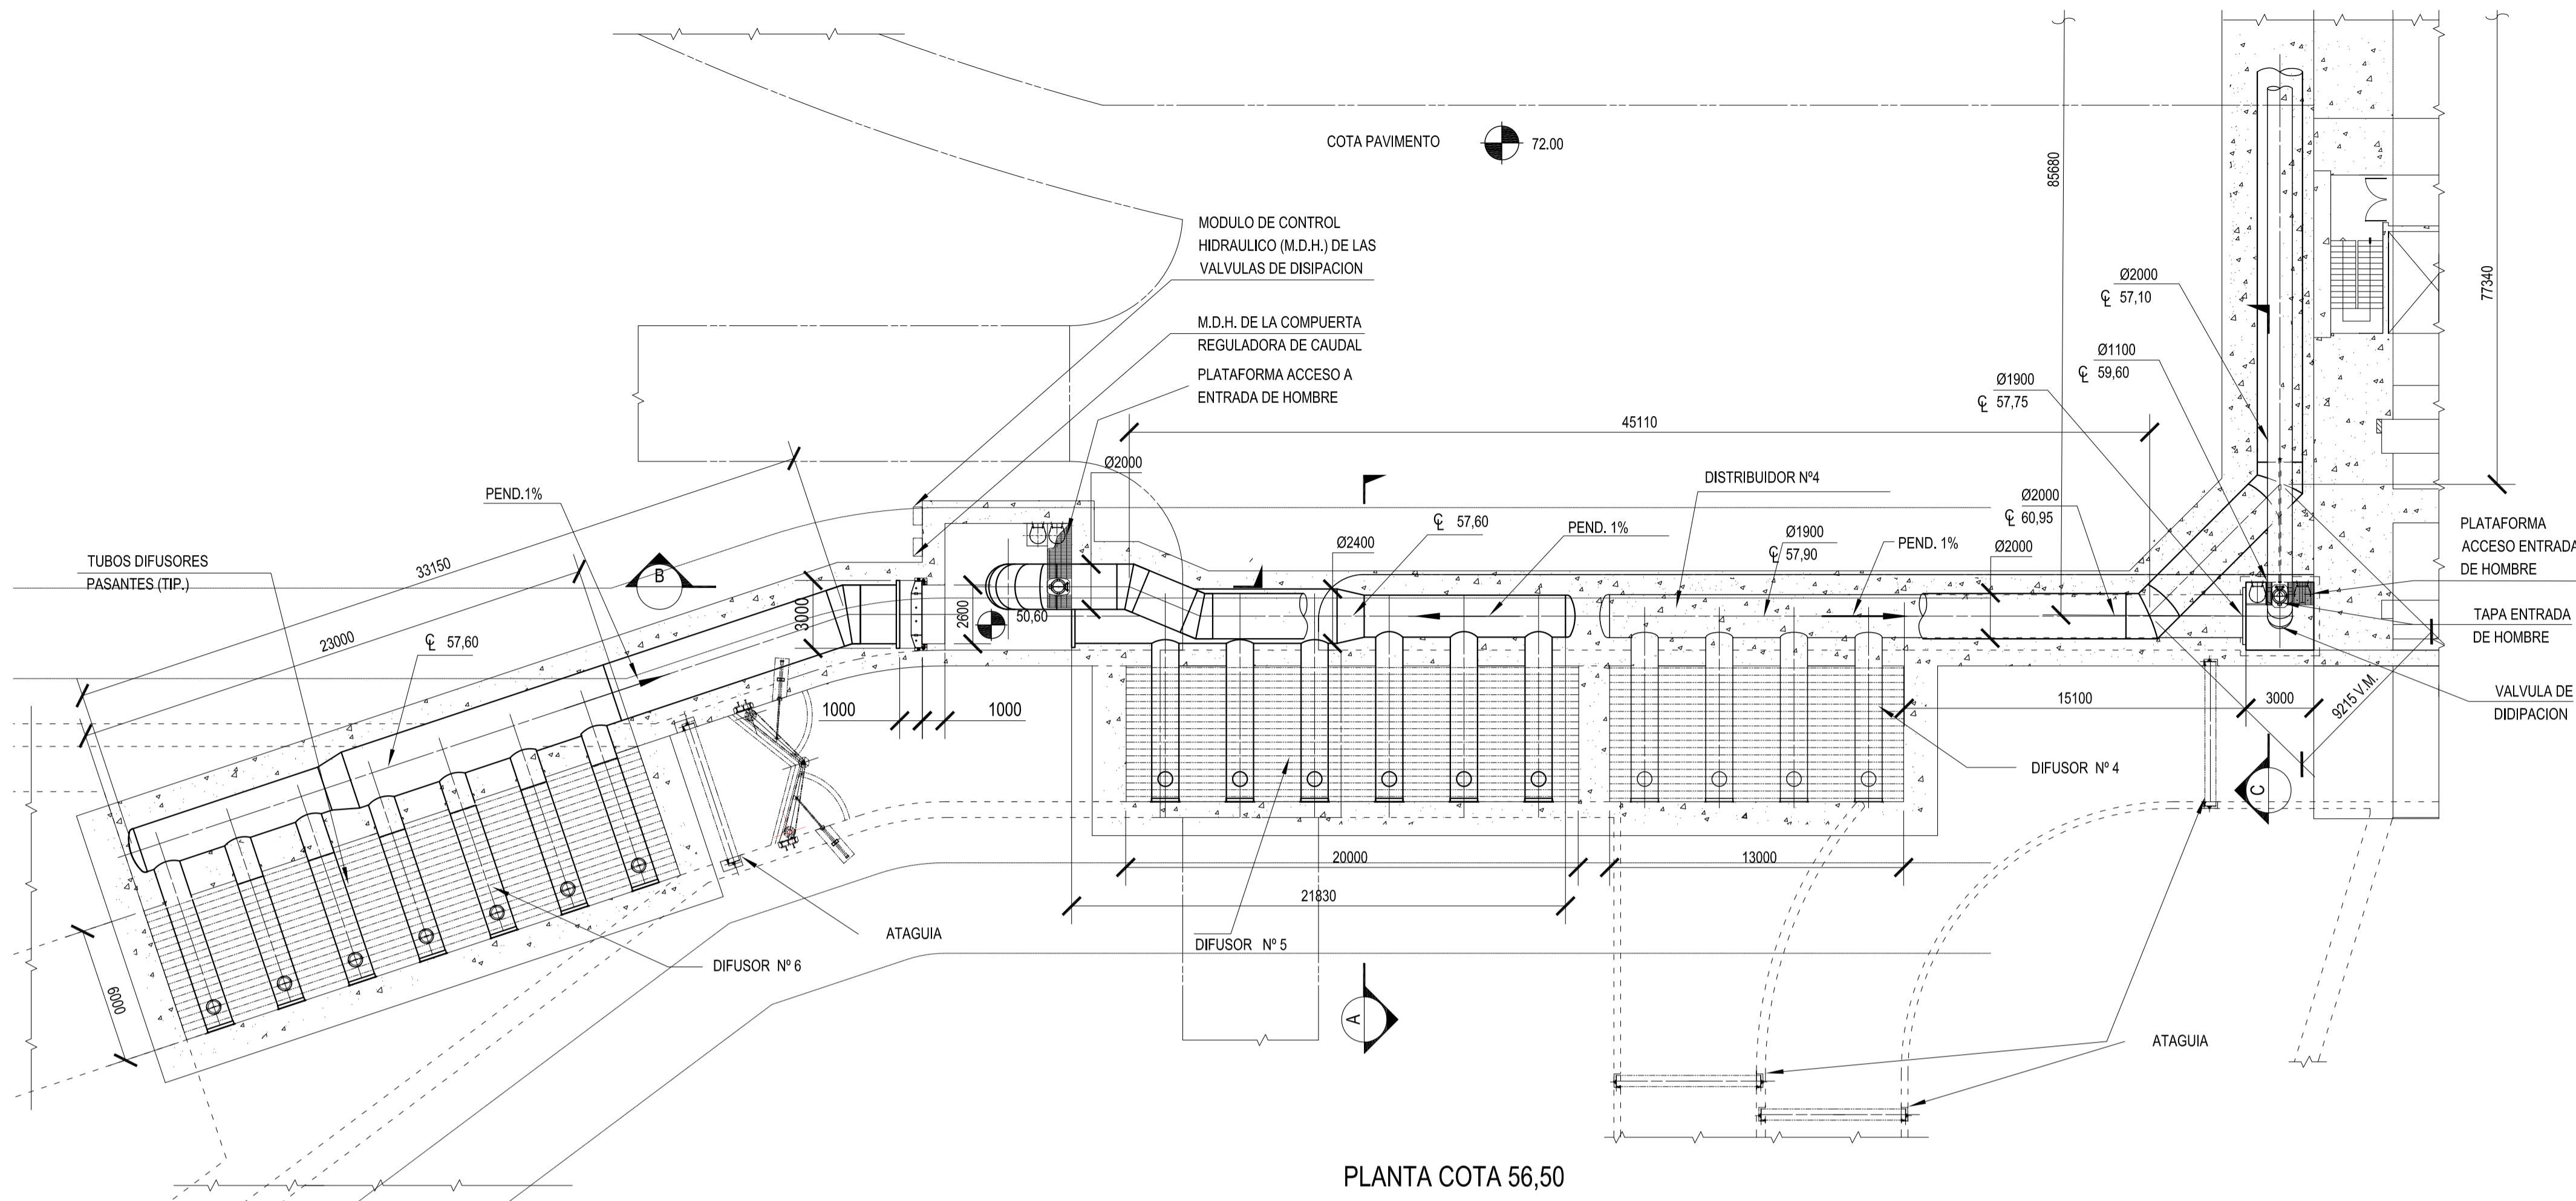 COTA PAVIMENTO
72.00
MODULO DE CONTROL
HIDRAULICO (M.D.H.) DE LAS
VALVULAS DE DISIPACION
M.D.H. DE LA COMPUERTA
REGULADORA DE CAUDAL
PLATAFORMA ACCESO A
ENTRADA DE HOMBRE
85680
77340
Ø2000
℄ 57,10
Ø1100
℄ 59,60
Ø1900
℄ 57,75
45110
Ø2000
PEND.1%
33150
23000
℄ 57,60
TUBOS DIFUSORES
PASANTES (TIP.)
B
3000
2600
50,60
Ø2400
℄ 57,60
PEND. 1%
DISTRIBUIDOR Nº4
Ø1900
℄ 57,90
PEND. 1%
Ø2000
℄ 60,95
Ø2000
PLATAFORMA
ACCESO ENTRADA
DE HOMBRE
TAPA ENTRADA
DE HOMBRE
VALVULA DE
DIDIPACION
1000
1000
15100
3000
9215 V.M.
DIFUSOR Nº 4
C
20000
13000
21830
ATAGUIA
DIFUSOR Nº 6
DIFUSOR Nº 5
6000
A
ATAGUIA
PLANTA COTA 56,50